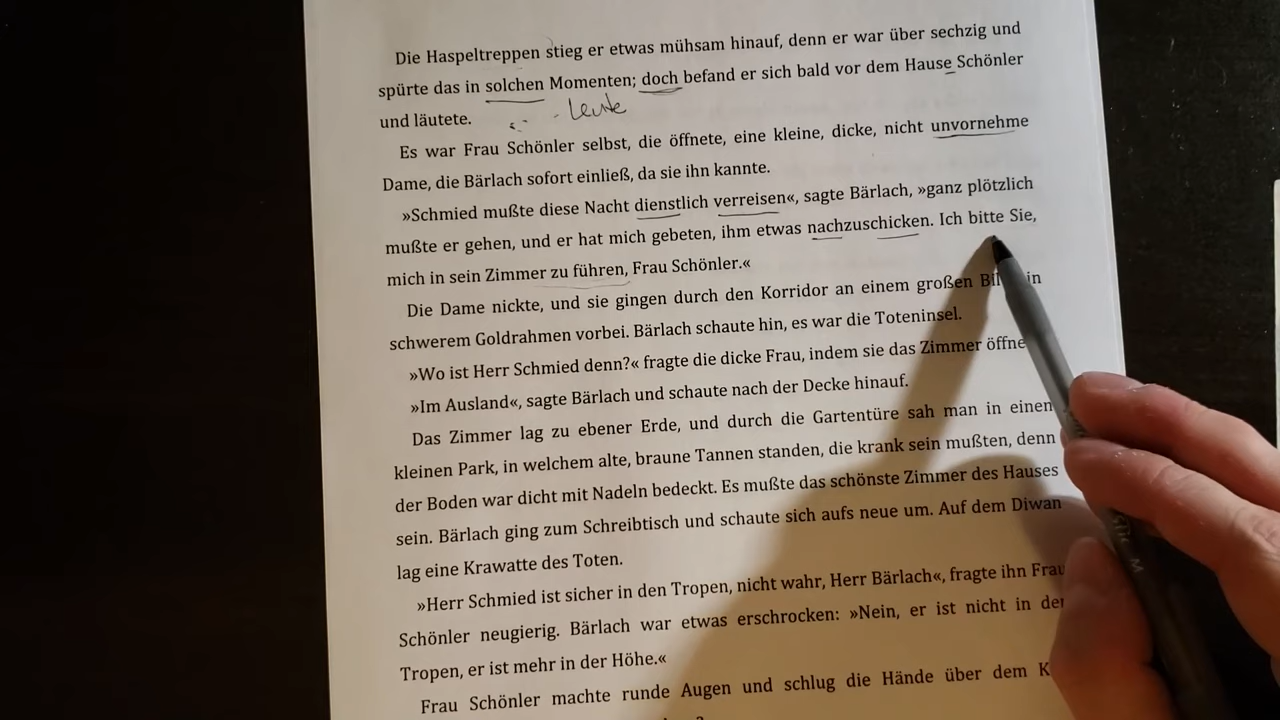 Die Haspeltreppen stieg er etwas mühsam hinauf, denn er war über sechzig und
spürte das in solchen Momenten; doch befand er sich bald vor dem Hause Schönler
und läutete.
- Leute
Es war Frau Schönler selbst, die öffnete, eine kleine, dicke, nicht unvornehme
Dame, die Bärlach sofort einließ, da sie ihn kannte.
»Schmied mußte diese Nacht dienstlich verreisen«, sagte Bärlach, »ganz plötzlich
mußte er gehen, und er hat mich gebeten, ihm etwas nachzuschicken. Ich bitte Sie,
mich in sein Zimmer zu führen, Frau Schönler.«
Die Dame nickte, und sie gingen durch den Korridor an einem großen in
schwerem Goldrahmen vorbei. Bärlach schaute hin, es war die Toteninsel.
»Wo ist Herr Schmied denn?« fragte die dicke Frau, indem sie das Zimmer öffne
»Im Ausland«, sagte Bärlach und schaute nach der Decke hinauf.
Das Zimmer lag zu ebener Erde, und durch die Gartentüre sah man in einen
kleinen Park, in welchem alte, braune Tannen standen, die krank sein mußten, denn
der Boden war dicht mit Nadeln bedeckt. Es mußte das schönste Zimmer des Hauses
sein. Bärlach ging zum Schreibtisch und schaute sich aufs neue um. Auf dem Diwan
lag eine Krawatte des Toten.
»Herr Schmied ist sicher in den Tropen, nicht wahr, Herr Bärlach«, fragte ihn Frau
Schönler neugierig. Bärlach war etwas erschrocken: »Nein, er ist nicht in den
Tropen, er ist mehr in der Höhe.«
Frau Schönler machte runde Augen und schlug die Hände über dem K